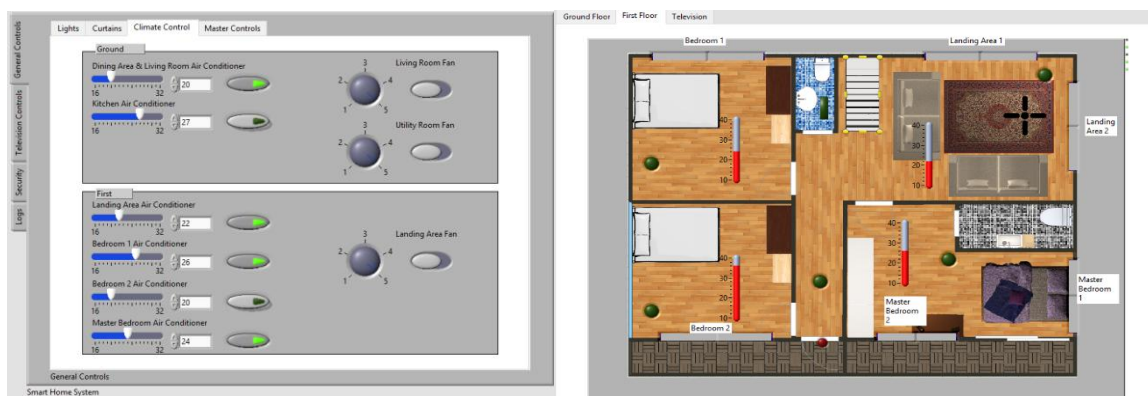 Lights Curtains Climate Control Master Controls
General Controls
Television Controls
Security
Logs
Ground
Dining Area & Living Room Air Conditioner
16 32 20
Kitchen Air Conditioner
16 32 27
Living Room Fan
1 2 3 4 5
Utility Room Fan
1 2 3 4 5
First
Landing Area Air Conditioner
16 32 22
Bedroom 1 Air Conditioner
16 32 26
Bedroom 2 Air Conditioner
16 32 20
Master Bedroom Air Conditioner
16 32 24
Landing Area Fan
1 2 3 4 5
General Controls
Smart Home System
Ground Floor First Floor Television
Bedroom 1
Landing Area 1
40
30
20
10
40
30
20
10
Landing
Area 2
40
30
20
10
Bedroom 2
40
30
20
10
Master
Bedroom
2
Master
Bedroom
1